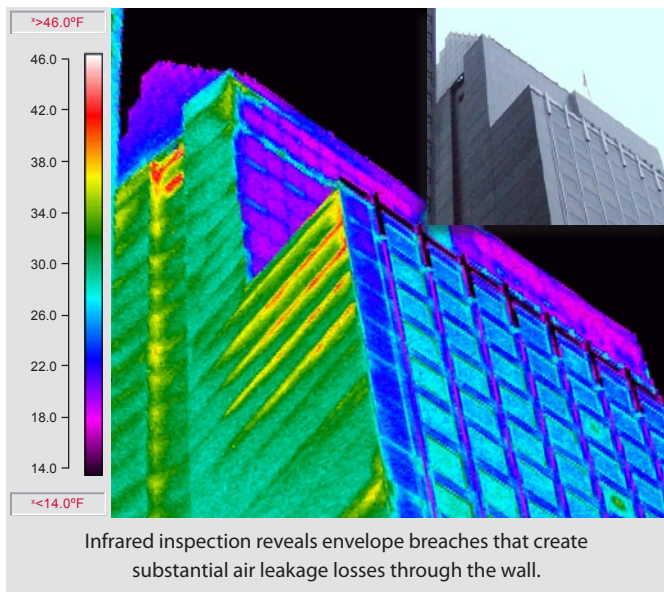 x>46.0°F
46.0
42.0
38.0
34.0
30.0
26.0
22.0
18.0
14.0
x<14.0°F
Infrared inspection reveals envelope breaches that create
substantial air leakage losses through the wall.